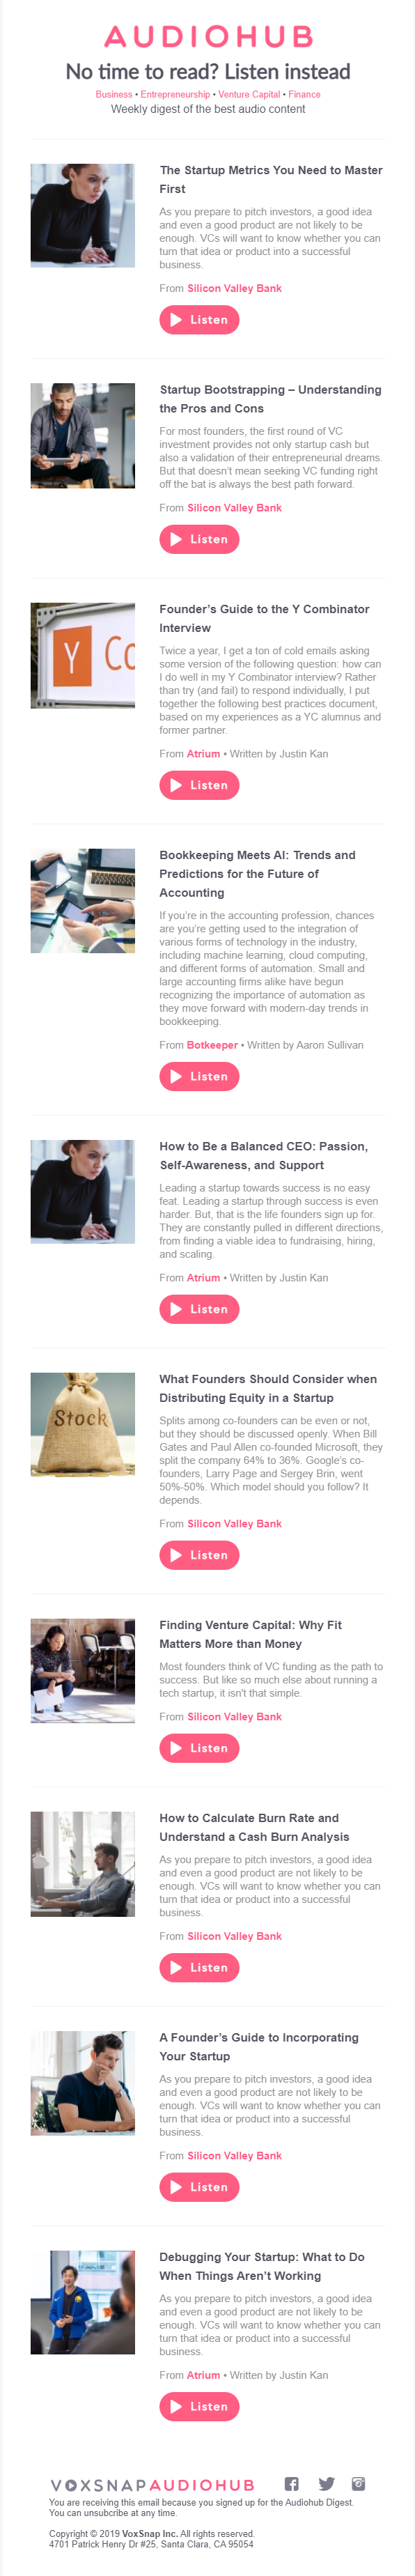 AUDIOHUB
No time to read? Listen instead
Business • Entrepreneurship • Venture Capital • Finance
Weekly digest of the best audio content
The Startup Metrics You Need to Master
First
As you prepare to pitch investors, a good idea
and even a good product are not likely to be
enough. VCs will want to know whether you can
turn that idea or product into a successful
business.
From Silicon Valley Bank
Listen
Startup Bootstrapping – Understanding
the Pros and Cons
For most founders, the first round of VC
investment provides not only startup cash but
also a validation of their entrepreneurial dreams.
But that doesn't mean seeking VC funding right
off the bat is always the best path forward.
From Silicon Valley Bank
Listen
Y Co
Founder's Guide to the Y Combinator
Interview
Twice a year, I get a ton of cold emails asking
some version of the following question: how can
I do well in my Y Combinator interview? Rather
than try (and fail) to respond individually, I put
together the following best practices document,
based on my experiences as a YC alumnus and
former partner.
From Atrium • Written by Justin Kan
Listen
Bookkeeping Meets AI: Trends and
Predictions for the Future of
Accounting
If you're in the accounting profession, chances
are you're getting used to the integration of
various forms of technology in the industry,
including machine learning, cloud computing,
and different forms of automation. Small and
large accounting firms alike have begun
recognizing the importance of automation as
they move forward with modern-day trends in
bookkeeping.
From Botkeeper • Written by Aaron Sullivan
Listen
How to Be a Balanced CEO: Passion,
Self-Awareness, and Support
Leading a startup towards success is no easy
feat. Leading a startup through success is even
harder. But, that is the life founders sign up for.
They are constantly pulled in different directions,
from finding a viable idea to fundraising, hiring,
and scaling.
From Atrium • Written by Justin Kan
Listen
Stock
What Founders Should Consider when
Distributing Equity in a Startup
Splits among co-founders can be even or not,
but they should be discussed openly. When Bill
Gates and Paul Allen co-founded Microsoft, they
split the company 64% to 36%. Google's co-
founders, Larry Page and Sergey Brin, went
50%-50%. Which model should you follow? It
depends.
From Silicon Valley Bank
Listen
Finding Venture Capital: Why Fit
Matters More than Money
Most founders think of VC funding as the path to
success. But like so much else about running a
tech startup, it isn't that simple.
From Silicon Valley Bank
Listen
How to Calculate Burn Rate and
Understand a Cash Burn Analysis
As you prepare to pitch investors, a good idea
and even a good product are not likely to be
enough. VCs will want to know whether you can
turn that idea or product into a successful
business.
From Silicon Valley Bank
Listen
A Founder's Guide to Incorporating
Your Startup
As you prepare to pitch investors, a good idea
and even a good product are not likely to be
enough. VCs will want to know whether you can
turn that idea or product into a successful
business.
From Silicon Valley Bank
Listen
Debugging Your Startup: What to Do
When Things Aren't Working
As you prepare to pitch investors, a good idea
and even a good product are not likely to be
enough. VCs will want to know whether you can
turn that idea or product into a successful
business.
From Atrium • Written by Justin Kan
Listen
VOXSNAP AUDIOHUB
You are receiving this email because you signed up for the Audiohub Digest.
You can unsubcribe at any time.
Copyright © 2019 VoxSnap Inc. All rights reserved.
4701 Patrick Henry Dr #25, Santa Clara, CA 95054